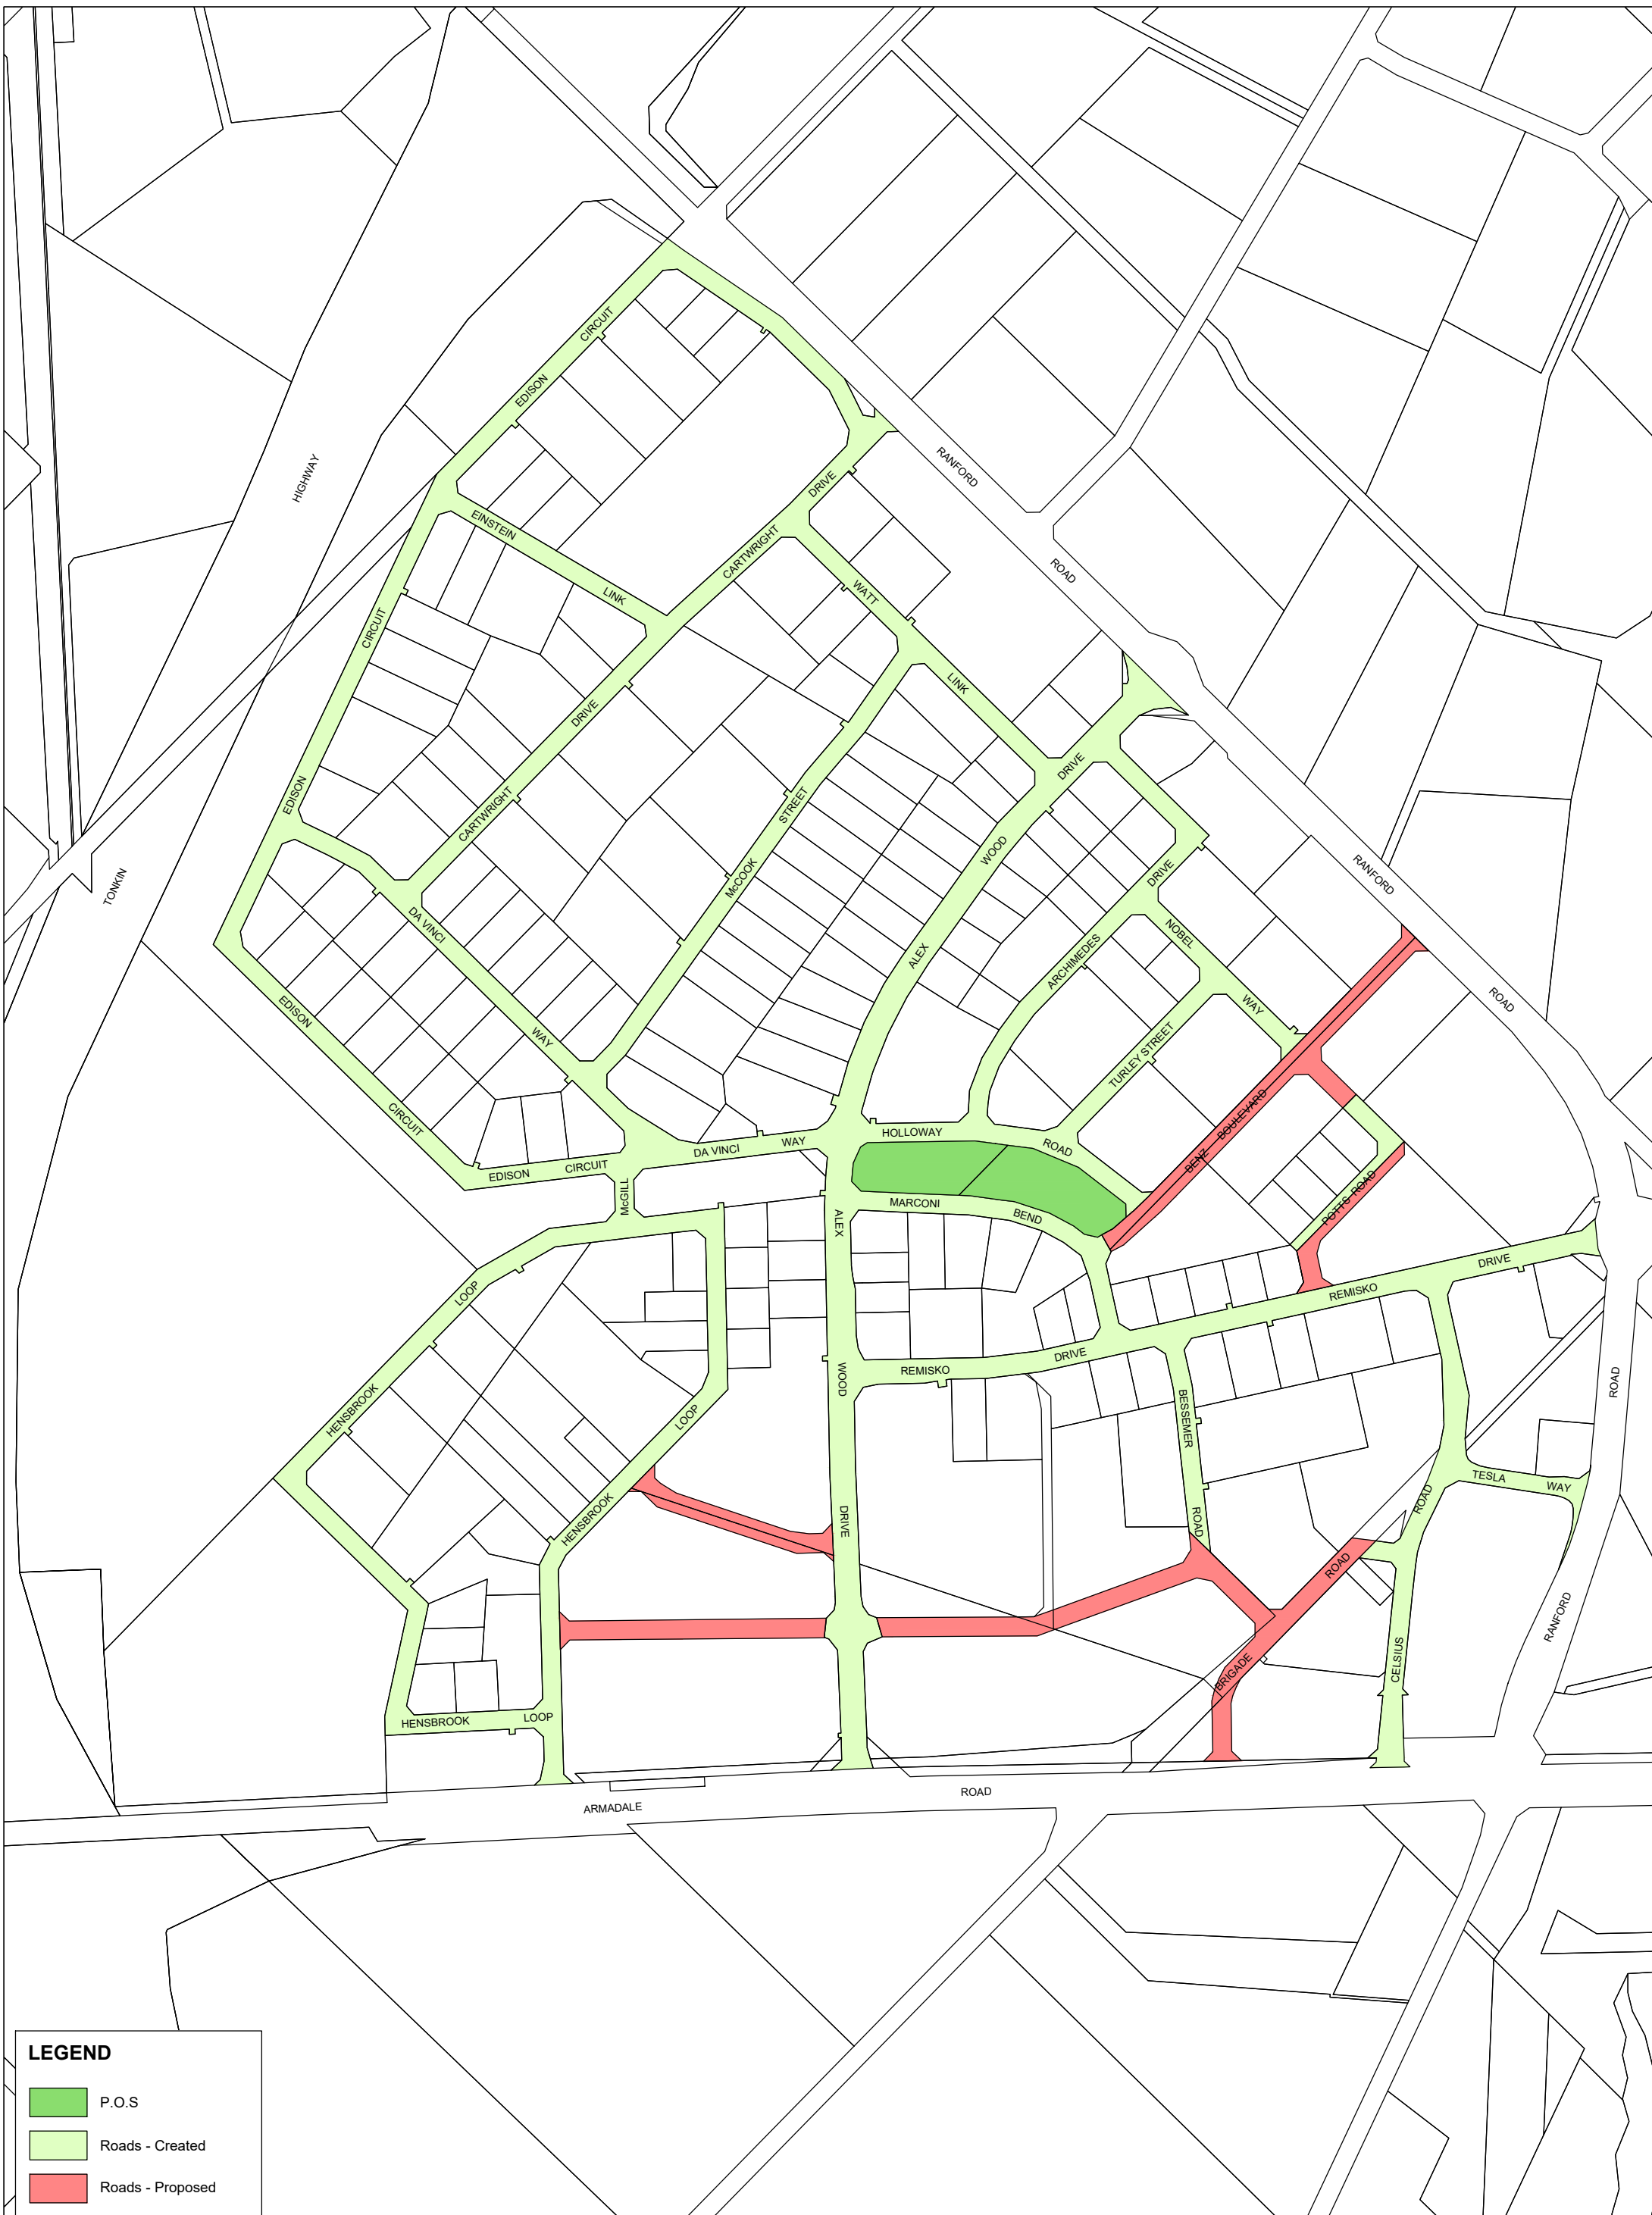 CIRCUIT
EDISON
HIGHWAY
RANFORD
DRIVE
EINSTEIN
CARTWRIGHT
ROAD
WATT
LINK
CIRCUIT
LINK
DRIVE
DRIVE
EDISON
CARTWRIGHT
STREET
WOOD
RANFORD
TONKIN
McCOOK
DRIVE
DA VINCI
NOBEL
ALEX
ARCHIMEDES
EDISON
WAY
WAY
ROAD
TURLEY STREET
CIRCUIT
BENZ BOULEVARD
HOLLOWAY
ROAD
DA VINCI
WAY
EDISON
CIRCUIT
McGILL
MARCONI
BEND
POTTS ROAD
ALEX
LOOP
DRIVE
REMISKO
DRIVE
REMISKO
WOOD
ROAD
HENSBROOK
LOOP
BESSEMER
TESLA
WAY
ROAD
HENSBROOK
DRIVE
ROAD
ROAD
RANFORD
BRIGADE
CELSIUS
HENSBROOK
LOOP
ARMADALE
ROAD
LEGEND
P.O.S
Roads - Created
Roads - Proposed